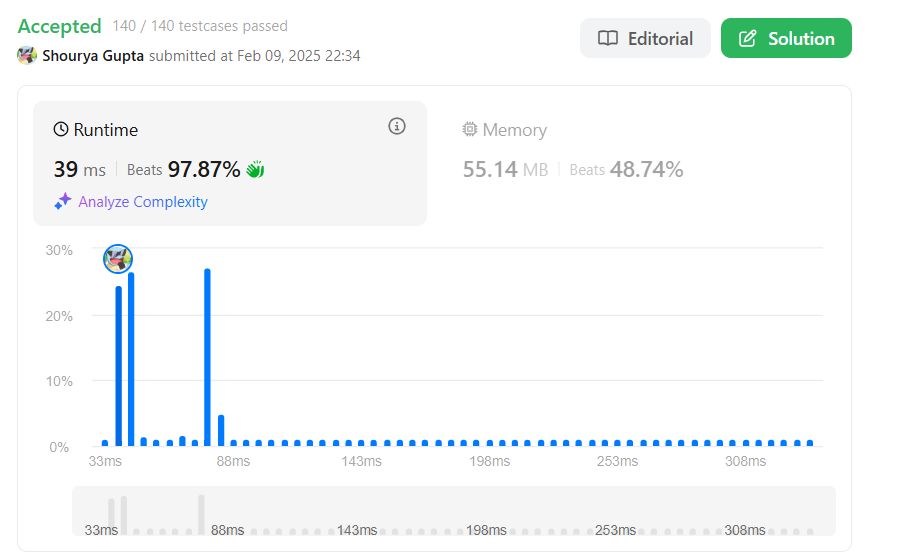 Accepted 140 / 140 testcases passed
Shourya Gupta submitted at Feb 09, 2025 22:34
Editorial
Solution
Runtime
39 ms Beats 97.87%
Analyze Complexity
Memory
55.14 MB Beats 48.74%
30%
20%
10%
0%
33ms 88ms 143ms 198ms 253ms 308ms
33ms 88ms 143ms 198ms 253ms 308ms